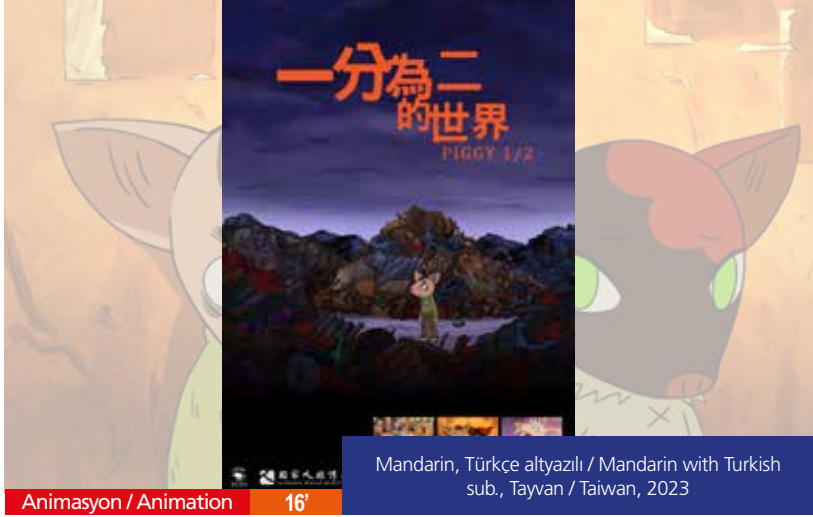 一分為二
的世界
PIGGY 1/2
Mandarin, Türkçe altyazılı / Mandarin with Turkish
sub., Tayvan / Taiwan, 2023
Animasyon / Animation
16’